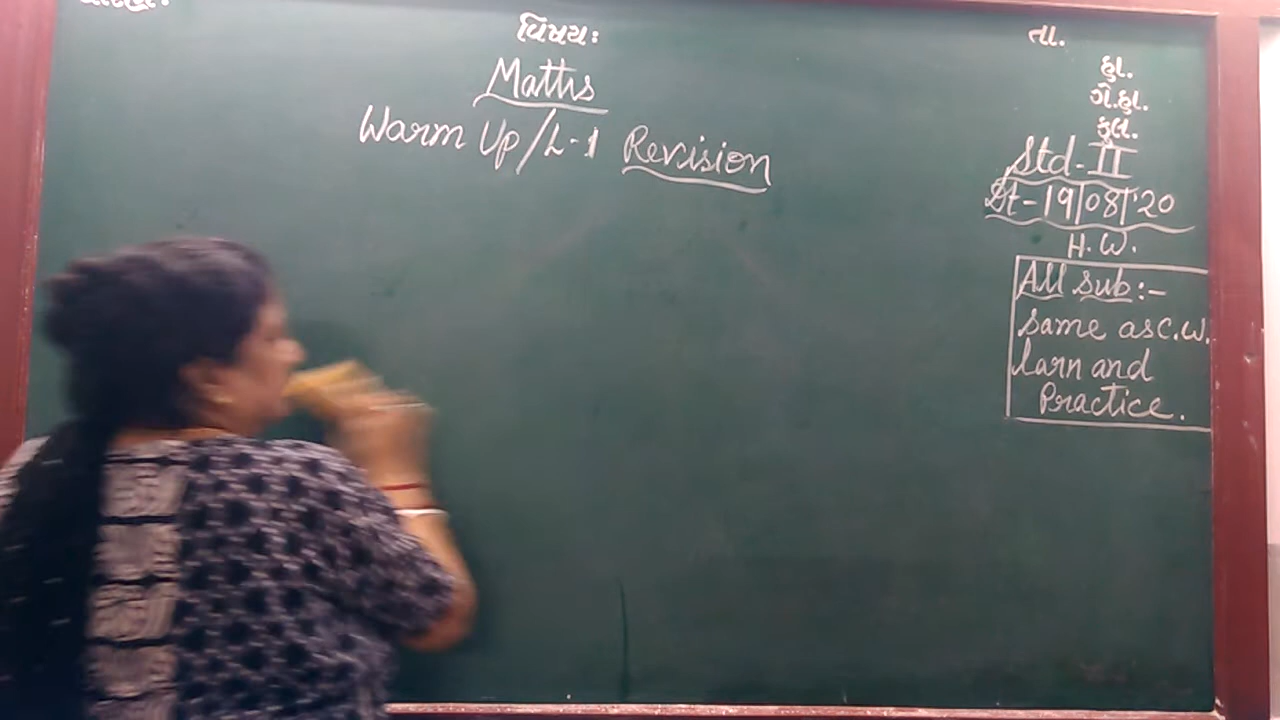 વિષય:
Maths
Warm Up/L-1 Revision
તા.
હા.
ગે.હા.
કુલ.
Std-II
Dt-19/08/'20
H.W.
All sub:-
same as C.W.
larn and
Practice.